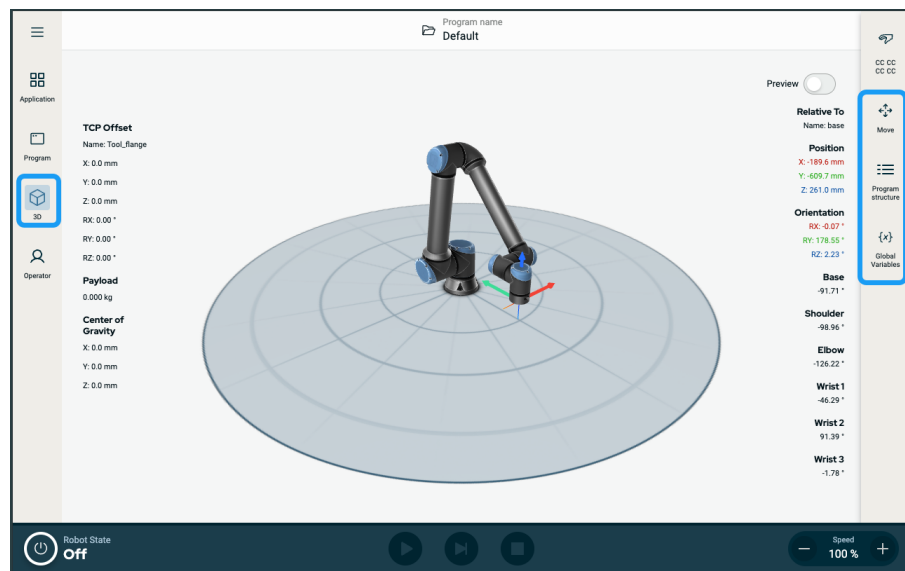 Program name
Default
Application
Program
3D
Operator
TCP Offset
Name: Tool_flange
X: 0.0 mm
Y: 0.0 mm
Z: 0.0 mm
RX: 0.00 °
RY: 0.00 °
RZ: 0.00 °
Payload
0.000 kg
Center of
Gravity
X: 0.0 mm
Y: 0.0 mm
Z: 0.0 mm
Preview
Relative To
Name: base
Position
X: -189.6 mm
Y: -609.7 mm
Z: 261.0 mm
Orientation
RX: -0.07 °
RY: 178.55 °
RZ: 2.23 °
Base
-91.71 °
Shoulder
-98.96 °
Elbow
-126.22 °
Wrist 1
-46.29 °
Wrist 2
91.39 °
Wrist 3
-1.78 °
CC CC
CC CC
Move
Program
structure
{x}
Global
Variables
Robot State
Off
Speed
100 %